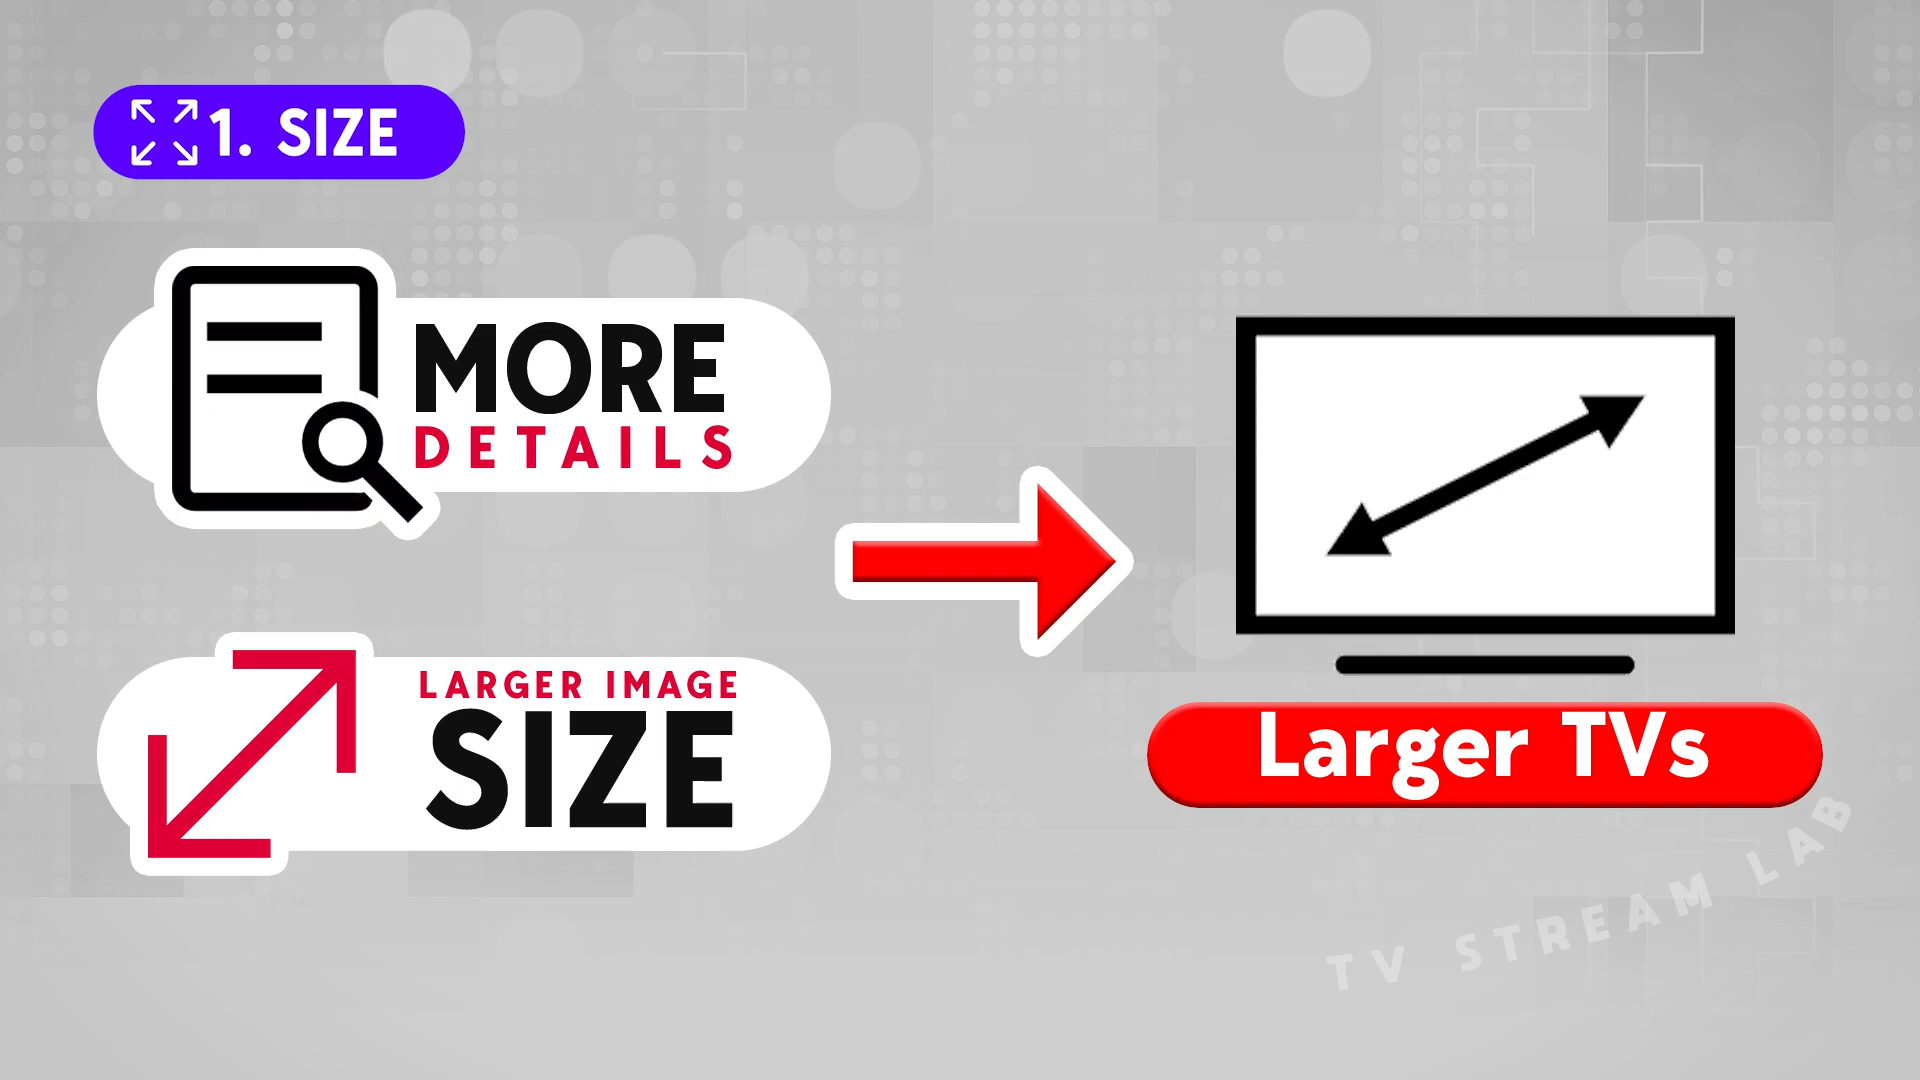 1. SIZE
MORE
DETAILS
LARGER IMAGE
SIZE
Larger TVs
TV STREAM LAB